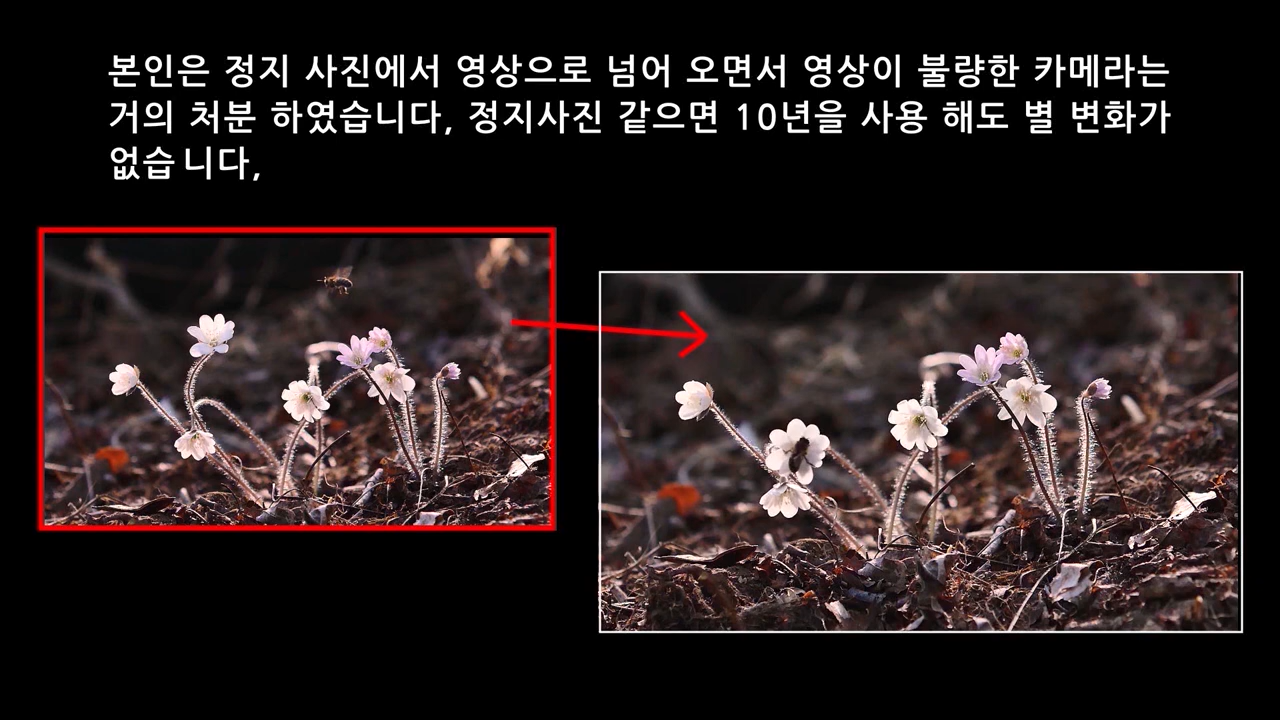 본인은 정지 사진에서 영상으로 넘어 오면서 영상이 불량한 카메라는
거의 처분 하였습니다, 정지사진 같으면 10년을 사용 해도 별 변화가
없습니다,